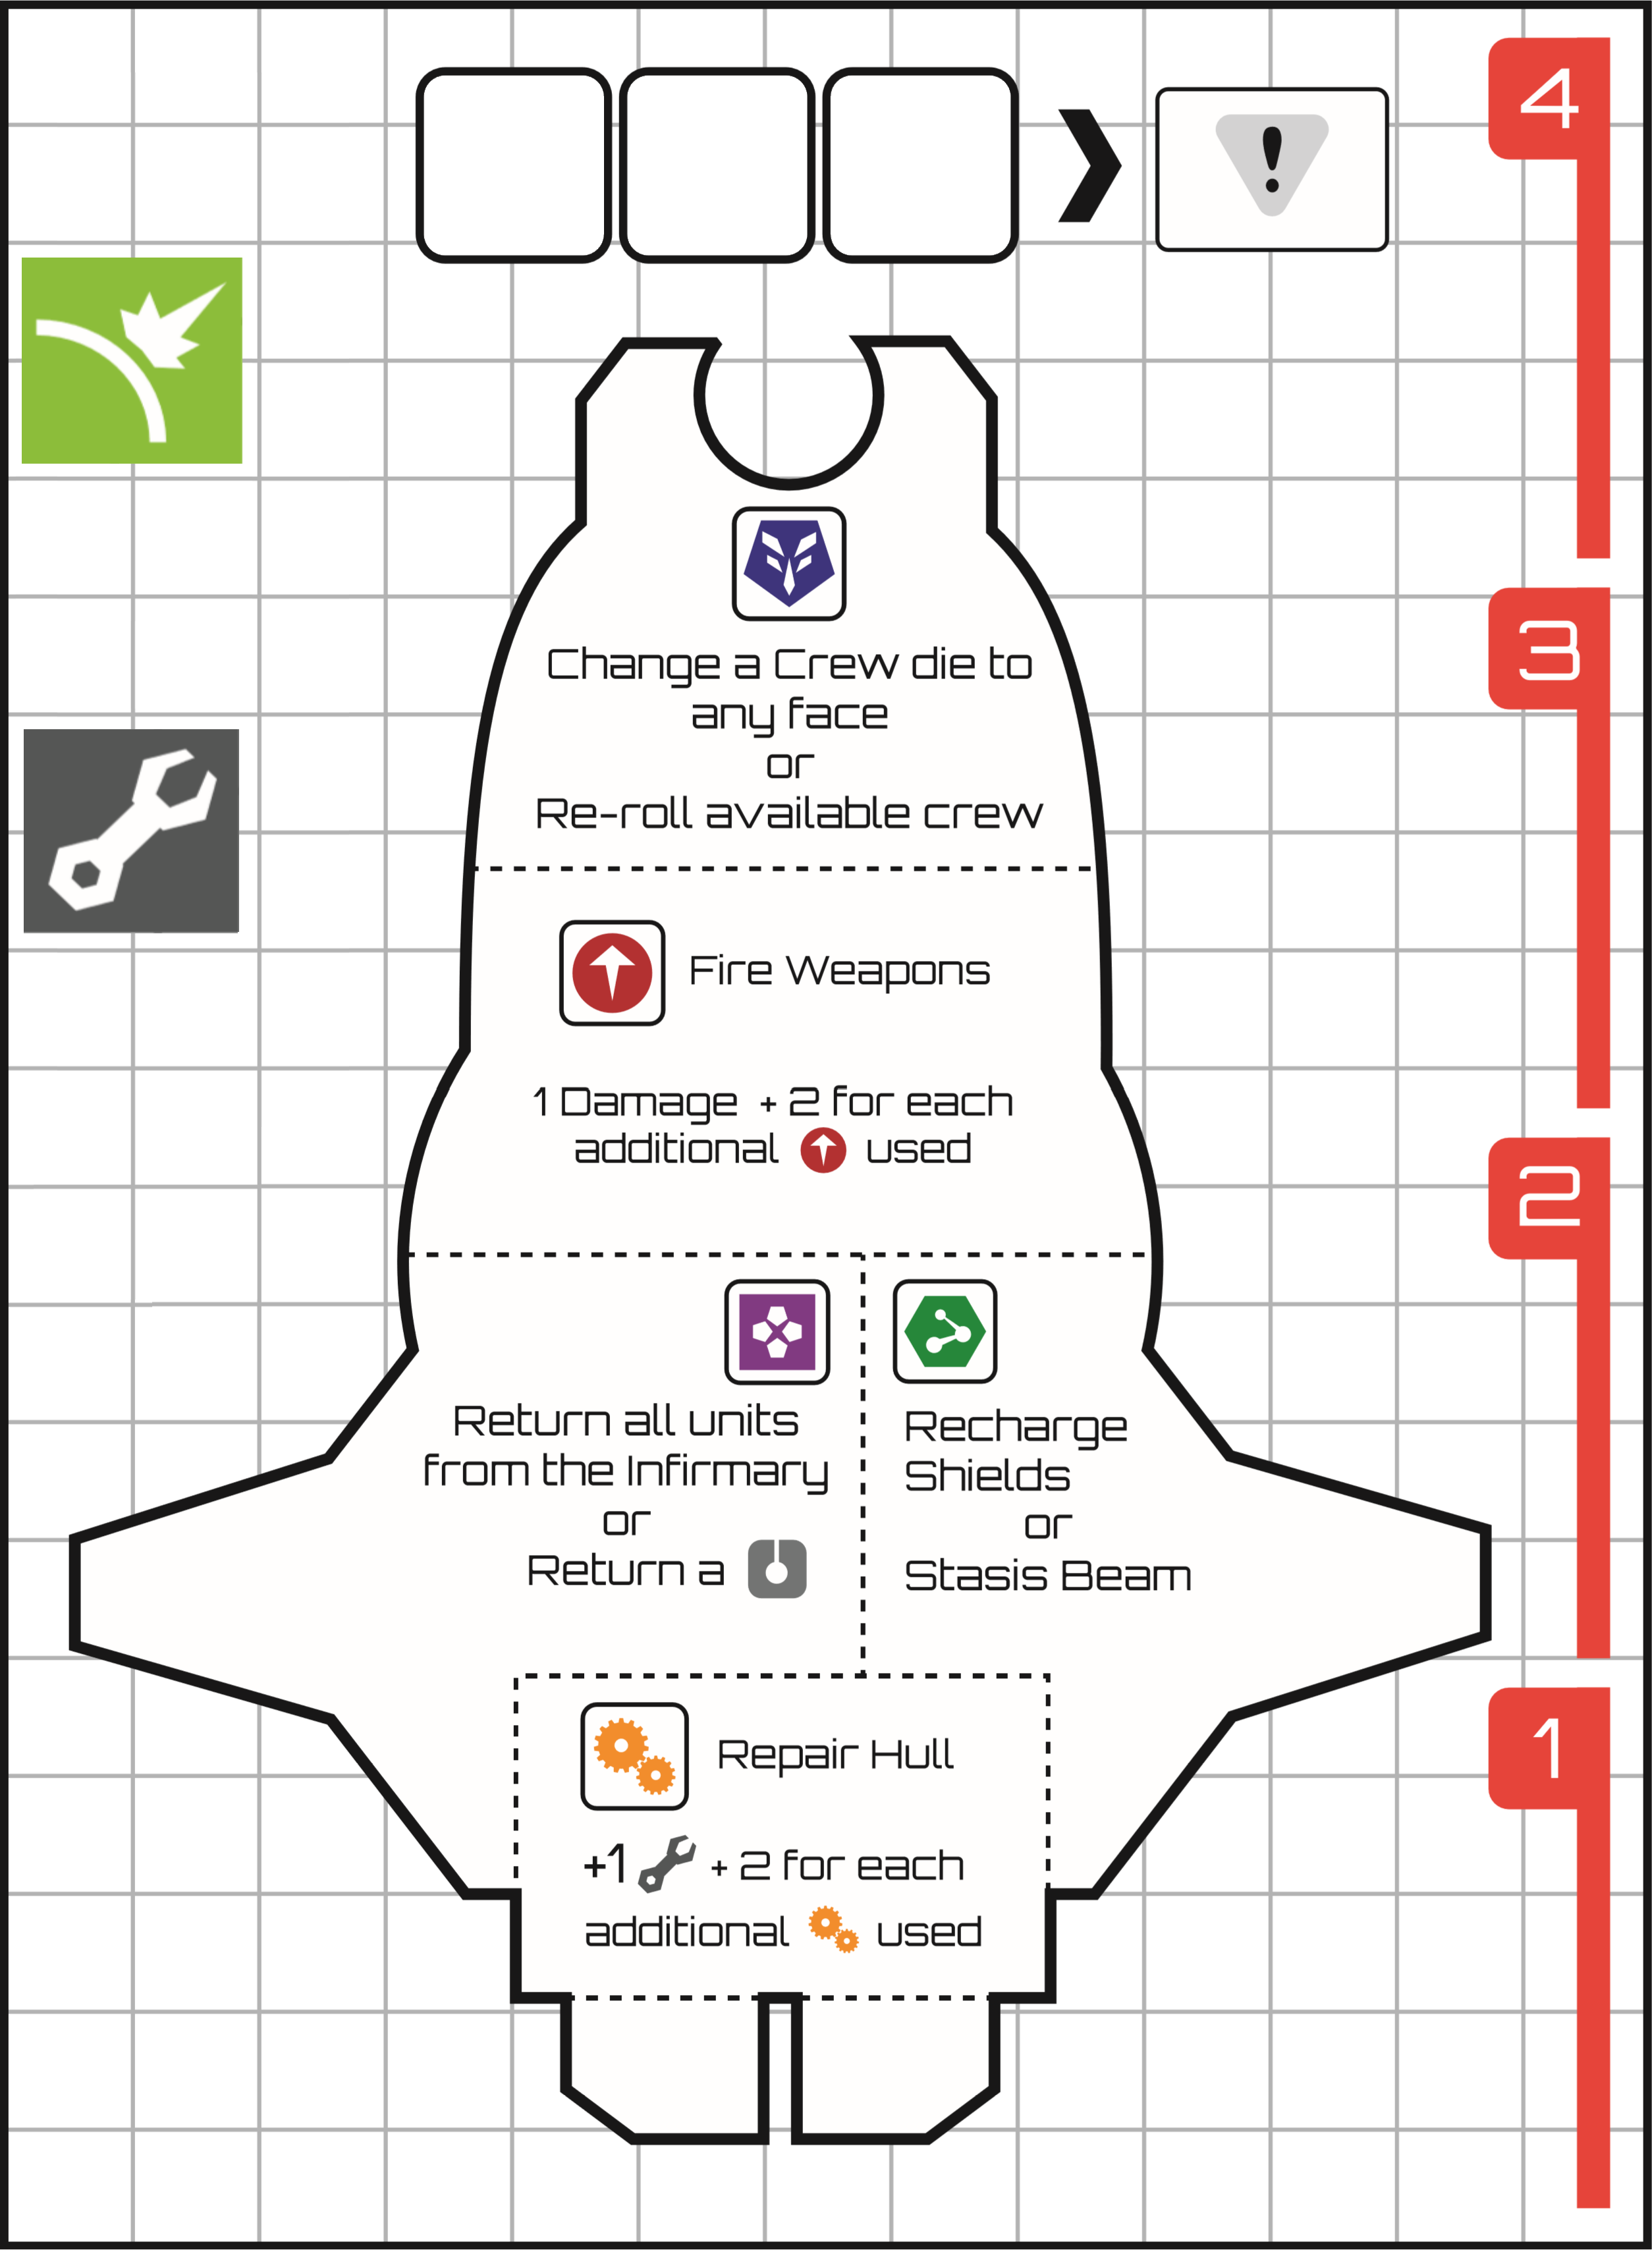 4
!
3
Change a Crew die to
any face
or
Re-roll available crew
Fire Weapons
1 Damage + 2 for each
additional used
2
Return all units
from the Infirmary
or
Return a
Recharge
Shields
or
Stasis Beam
1
Repair Hull
+1 + 2 for each
additional used